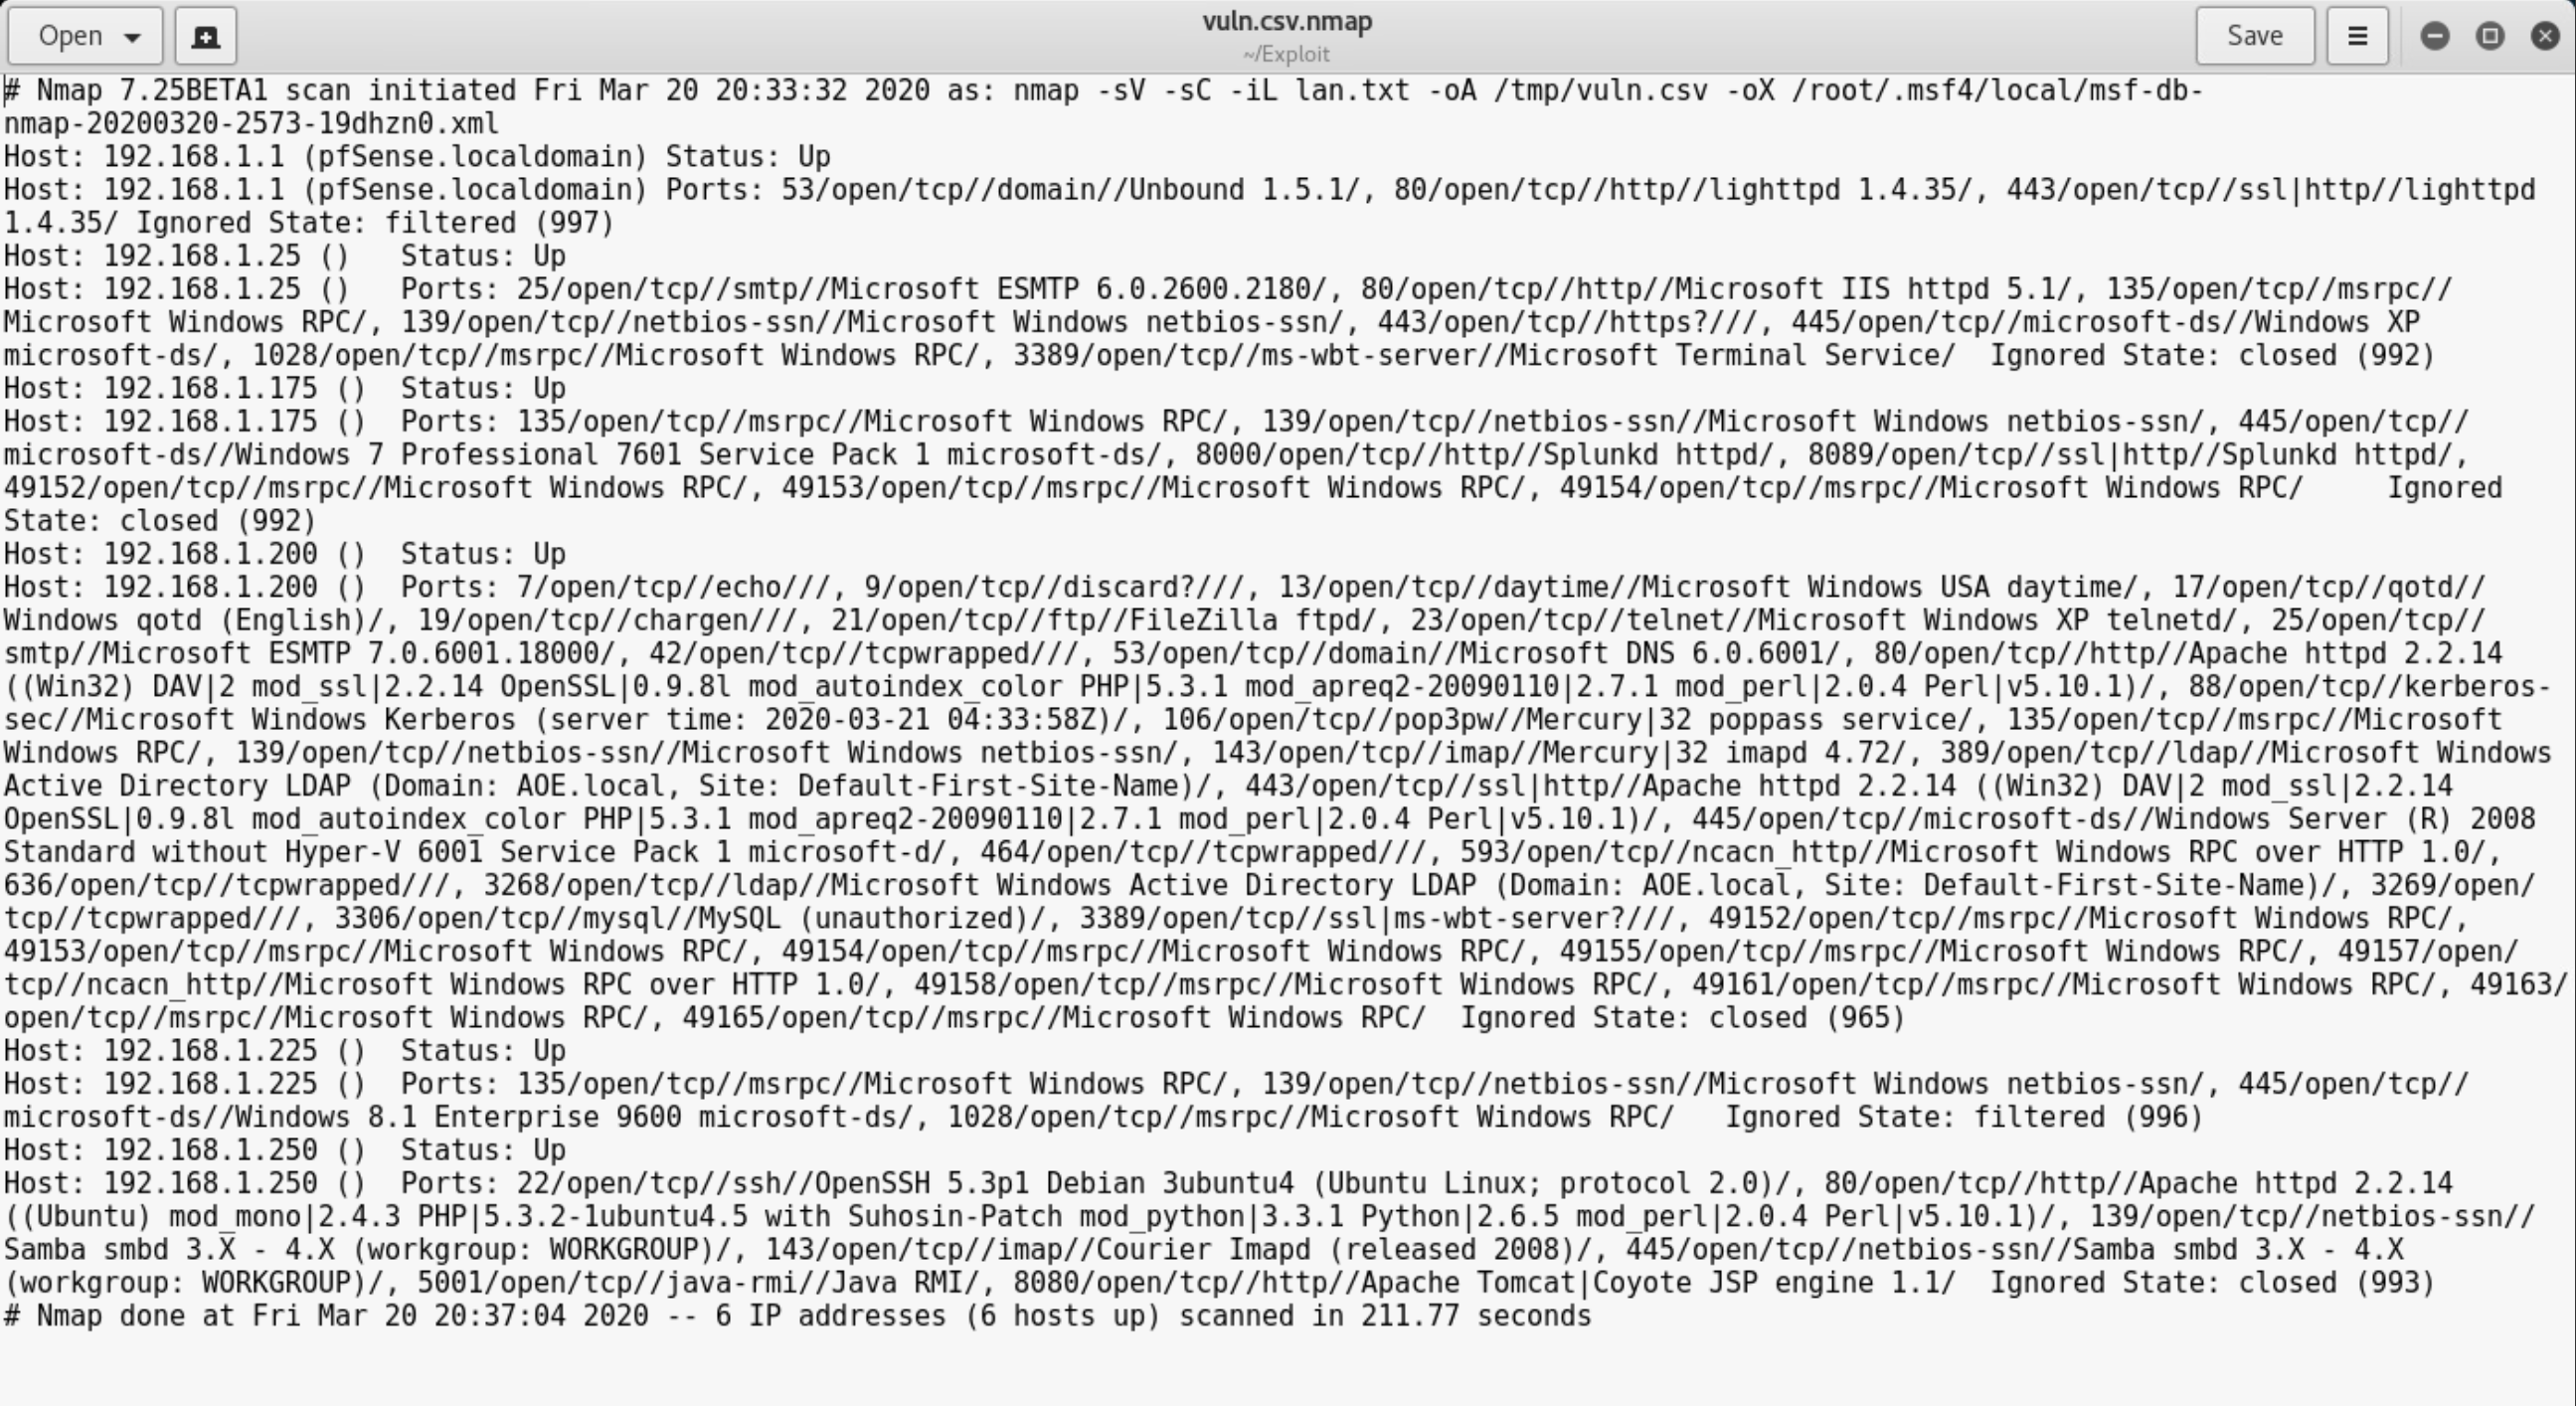 Open
vuln.csv.nmap
~/Exploit
Save
# Nmap 7.25BETA1 scan initiated Fri Mar 20 20:33:32 2020 as: nmap -sV -sC -iL lan.txt -oA /tmp/vuln.csv -oX /root/.msf4/local/msf-db-
nmap-20200320-2573-19dhzn0.xml
Host: 192.168.1.1 (pfSense.localdomain) Status: Up
Host: 192.168.1.1 (pfSense.localdomain) Ports: 53/open/tcp//domain//Unbound 1.5.1/, 80/open/tcp//http//lighttpd 1.4.35/, 443/open/tcp//ssl|http//lighttpd
1.4.35/ Ignored State: filtered (997)
Host: 192.168.1.25 ()   Status: Up
Host: 192.168.1.25 ()   Ports: 25/open/tcp//smtp//Microsoft ESMTP 6.0.2600.2180/, 80/open/tcp//http//Microsoft IIS httpd 5.1/, 135/open/tcp//msrpc//
Microsoft Windows RPC/, 139/open/tcp//netbios-ssn//Microsoft Windows netbios-ssn/, 443/open/tcp//https?///, 445/open/tcp//microsoft-ds//Windows XP
microsoft-ds/, 1028/open/tcp//msrpc//Microsoft Windows RPC/, 3389/open/tcp//ms-wbt-server//Microsoft Terminal Service/  Ignored State: closed (992)
Host: 192.168.1.175 ()  Status: Up
Host: 192.168.1.175 ()  Ports: 135/open/tcp//msrpc//Microsoft Windows RPC/, 139/open/tcp//netbios-ssn//Microsoft Windows netbios-ssn/, 445/open/tcp//
microsoft-ds//Windows 7 Professional 7601 Service Pack 1 microsoft-ds/, 8000/open/tcp//http//Splunkd httpd/, 8089/open/tcp//ssl|http//Splunkd httpd/,
49152/open/tcp//msrpc//Microsoft Windows RPC/, 49153/open/tcp//msrpc//Microsoft Windows RPC/, 49154/open/tcp//msrpc//Microsoft Windows RPC/     Ignored
State: closed (992)
Host: 192.168.1.200 ()  Status: Up
Host: 192.168.1.200 ()  Ports: 7/open/tcp//echo///, 9/open/tcp//discard?///, 13/open/tcp//daytime//Microsoft Windows USA daytime/, 17/open/tcp//qotd//
Windows qotd (English)/, 19/open/tcp//chargen///, 21/open/tcp//ftp//FileZilla ftpd/, 23/open/tcp//telnet//Microsoft Windows XP telnetd/, 25/open/tcp//
smtp//Microsoft ESMTP 7.0.6001.18000/, 42/open/tcp//tcpwrapped///, 53/open/tcp//domain//Microsoft DNS 6.0.6001/, 80/open/tcp//http//Apache httpd 2.2.14
((Win32) DAV|2 mod_ssl|2.2.14 OpenSSL|0.9.8l mod_autoindex_color PHP|5.3.1 mod_apreq2-20090110|2.7.1 mod_perl|2.0.4 Perl|v5.10.1)/, 88/open/tcp//kerberos-
sec//Microsoft Windows Kerberos (server time: 2020-03-21 04:33:58Z)/, 106/open/tcp//pop3pw//Mercury|32 poppass service/, 135/open/tcp//msrpc//Microsoft
Windows RPC/, 139/open/tcp//netbios-ssn//Microsoft Windows netbios-ssn/, 143/open/tcp//imap//Mercury|32 imapd 4.72/, 389/open/tcp//ldap//Microsoft Windows
Active Directory LDAP (Domain: AOE.local, Site: Default-First-Site-Name)/, 443/open/tcp//ssl|http//Apache httpd 2.2.14 ((Win32) DAV|2 mod_ssl|2.2.14
OpenSSL|0.9.8l mod_autoindex_color PHP|5.3.1 mod_apreq2-20090110|2.7.1 mod_perl|2.0.4 Perl|v5.10.1)/, 445/open/tcp//microsoft-ds//Windows Server (R) 2008
Standard without Hyper-V 6001 Service Pack 1 microsoft-d/, 464/open/tcp//tcpwrapped///, 593/open/tcp//ncacn_http//Microsoft Windows RPC over HTTP 1.0/,
636/open/tcp//tcpwrapped///, 3268/open/tcp//ldap//Microsoft Windows Active Directory LDAP (Domain: AOE.local, Site: Default-First-Site-Name)/, 3269/open/
tcp//tcpwrapped///, 3306/open/tcp//mysql//MySQL (unauthorized)/, 3389/open/tcp//ssl|ms-wbt-server?///, 49152/open/tcp//msrpc//Microsoft Windows RPC/,
49153/open/tcp//msrpc//Microsoft Windows RPC/, 49154/open/tcp//msrpc//Microsoft Windows RPC/, 49155/open/tcp//msrpc//Microsoft Windows RPC/, 49157/open/
tcp//ncacn_http//Microsoft Windows RPC over HTTP 1.0/, 49158/open/tcp//msrpc//Microsoft Windows RPC/, 49161/open/tcp//msrpc//Microsoft Windows RPC/, 49163/
open/tcp//msrpc//Microsoft Windows RPC/, 49165/open/tcp//msrpc//Microsoft Windows RPC/  Ignored State: closed (965)
Host: 192.168.1.225 ()  Status: Up
Host: 192.168.1.225 ()  Ports: 135/open/tcp//msrpc//Microsoft Windows RPC/, 139/open/tcp//netbios-ssn//Microsoft Windows netbios-ssn/, 445/open/tcp//
microsoft-ds//Windows 8.1 Enterprise 9600 microsoft-ds/, 1028/open/tcp//msrpc//Microsoft Windows RPC/   Ignored State: filtered (996)
Host: 192.168.1.250 ()  Status: Up
Host: 192.168.1.250 ()  Ports: 22/open/tcp//ssh//OpenSSH 5.3p1 Debian 3ubuntu4 (Ubuntu Linux; protocol 2.0)/, 80/open/tcp//http//Apache httpd 2.2.14
((Ubuntu) mod_mono|2.4.3 PHP|5.3.2-1ubuntu4.5 with Suhosin-Patch mod_python|3.3.1 Python|2.6.5 mod_perl|2.0.4 Perl|v5.10.1)/, 139/open/tcp//netbios-ssn//
Samba smbd 3.X - 4.X (workgroup: WORKGROUP)/, 143/open/tcp//imap//Courier Imapd (released 2008)/, 445/open/tcp//netbios-ssn//Samba smbd 3.X - 4.X
(workgroup: WORKGROUP)/, 5001/open/tcp//java-rmi//Java RMI/, 8080/open/tcp//http//Apache Tomcat|Coyote JSP engine 1.1/  Ignored State: closed (993)
# Nmap done at Fri Mar 20 20:37:04 2020 -- 6 IP addresses (6 hosts up) scanned in 211.77 seconds